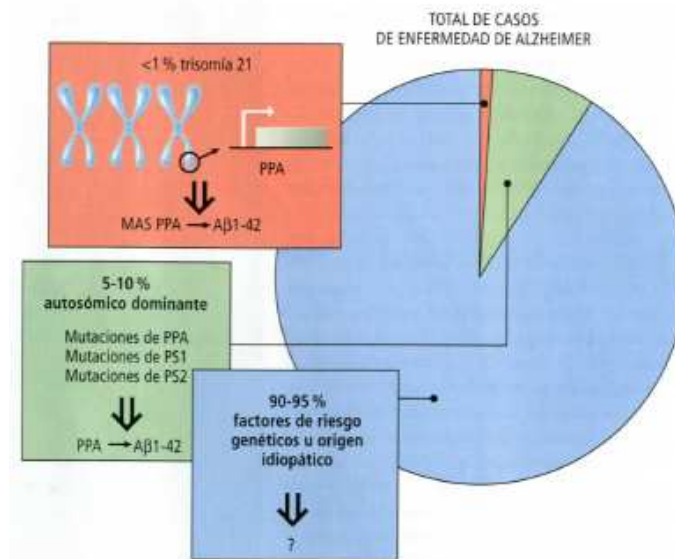 TOTAL DE CASOS
DE ENFERMEDAD DE ALZHEIMER
<1 % trisomía 21
PPA
MAS PPA → Aβ1-42
5-10 %
autosómico dominante
Mutaciones de PPA
Mutaciones de PS1
Mutaciones de PS2
PPA → Aβ1-42
90-95 %
factores de riesgo
genéticos u origen
idiopático
?